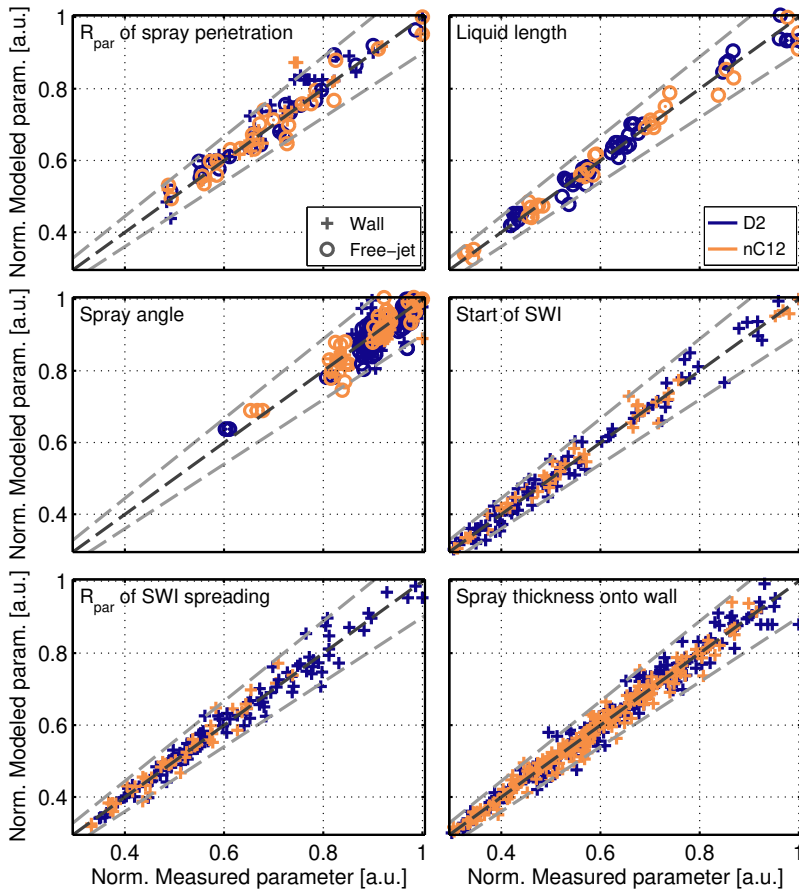 Norm. Modeled param. [a.u.]
1
0.8
0.6
0.4
R_par of spray penetration
Wall
Free-jet
Liquid length
D2
nC12
Norm. Modeled param. [a.u.]
1
0.8
0.6
0.4
Spray angle
Start of SWI
Norm. Modeled param. [a.u.]
1
0.8
0.6
0.4
R_par of SWI spreading
Spray thickness onto wall
0.4 0.6 0.8 1
0.4 0.6 0.8 1
Norm. Measured parameter [a.u.]
Norm. Measured parameter [a.u.]